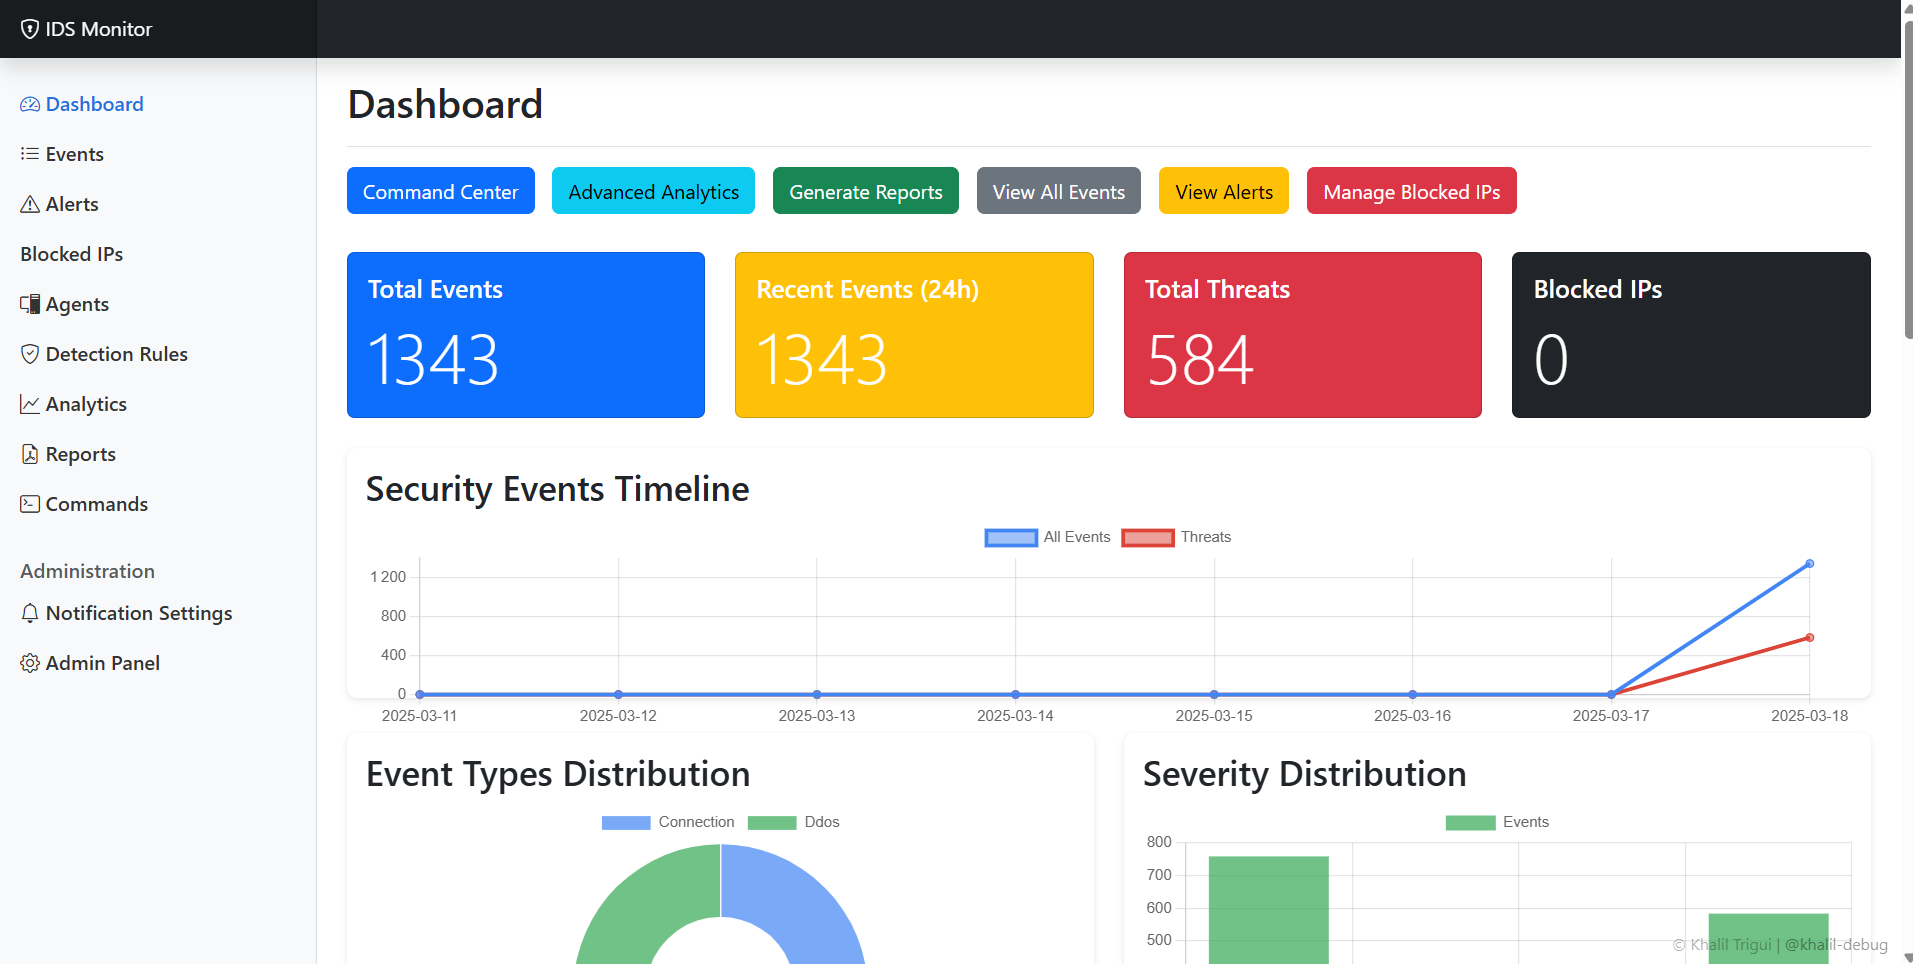 IDS Monitor
Dashboard
Events
Alerts
Blocked IPs
Agents
Detection Rules
Analytics
Reports
Commands
Administration
Notification Settings
Admin Panel
Dashboard
Command Center Advanced Analytics Generate Reports View All Events View Alerts Manage Blocked IPs
Total Events Recent Events (24h) Total Threats Blocked IPs
1343 1343 584 0
Security Events Timeline
All Events Threats
1 200
800
400
0
2025-03-11 2025-03-12 2025-03-13 2025-03-14 2025-03-15 2025-03-16 2025-03-17 2025-03-18
Event Types Distribution
Connection Ddos
Severity Distribution
Events
800
700
600
500
© Khalil Trigui | @khalil-debug